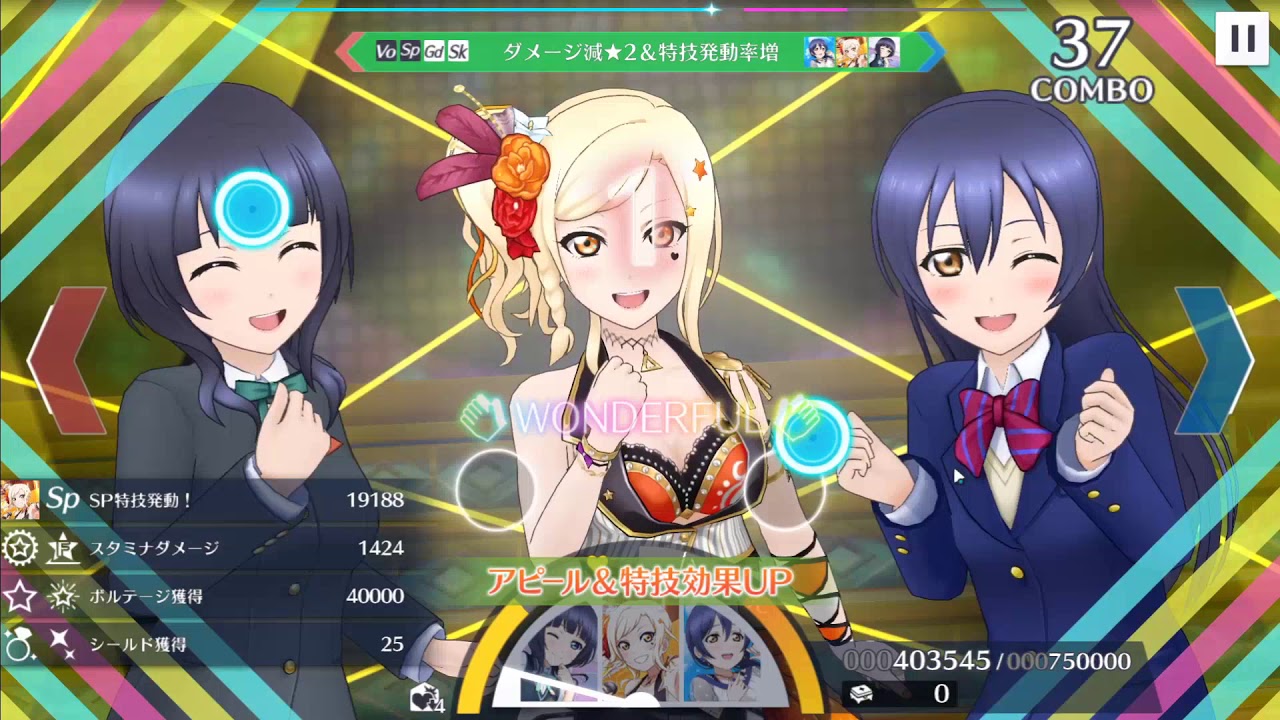 Vo Sp Gd Sk ダメージ減★2&特技発動率増
37
COMBO
WONDERFUL
Sp SP特技発動! 19188
スタミナダメージ 1424
ボルテージ獲得 40000
シールド獲得 25
アピール&特技効果UP
4
000403545/000750000
0